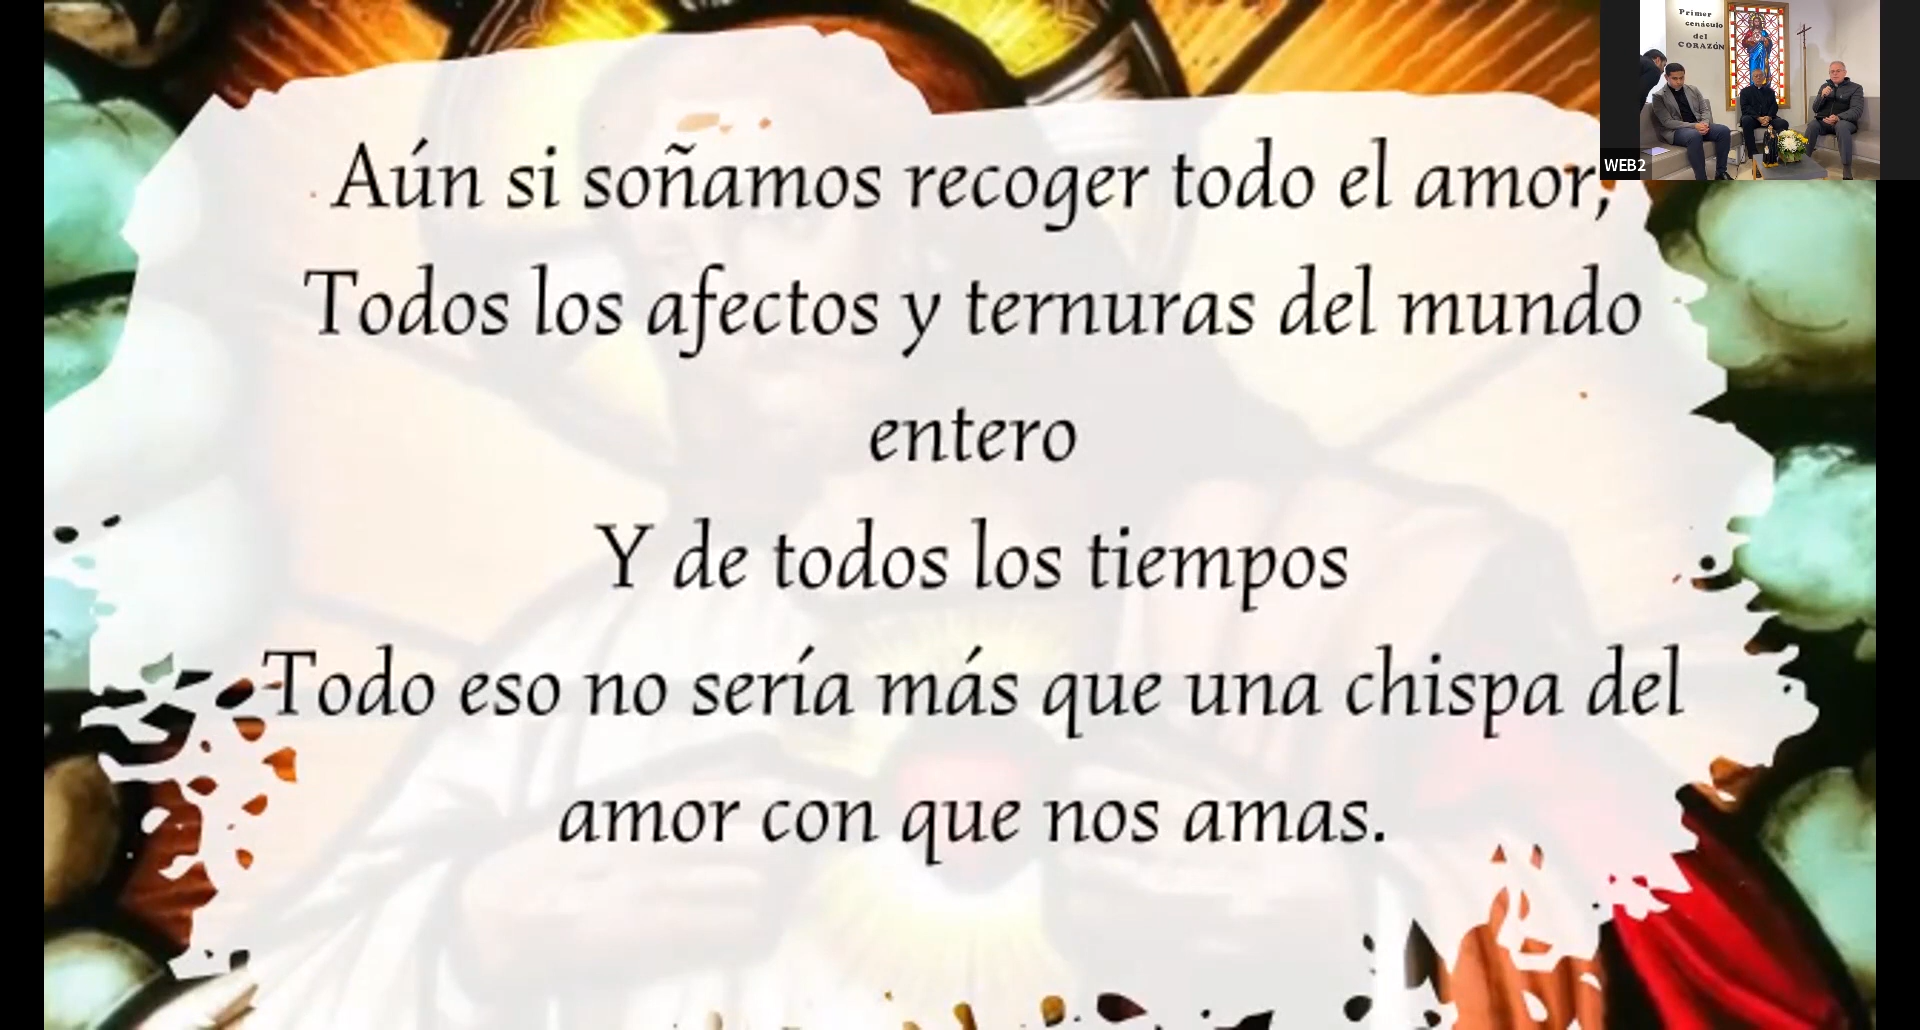 Aún si soñamos recoger todo el amor,
Todos los afectos y ternuras del mundo
entero
Y de todos los tiempos
Todo eso no sería más que una chispa del
amor con que nos amas.
Primer
cenáculo
del
CORAZÓN
WEB2